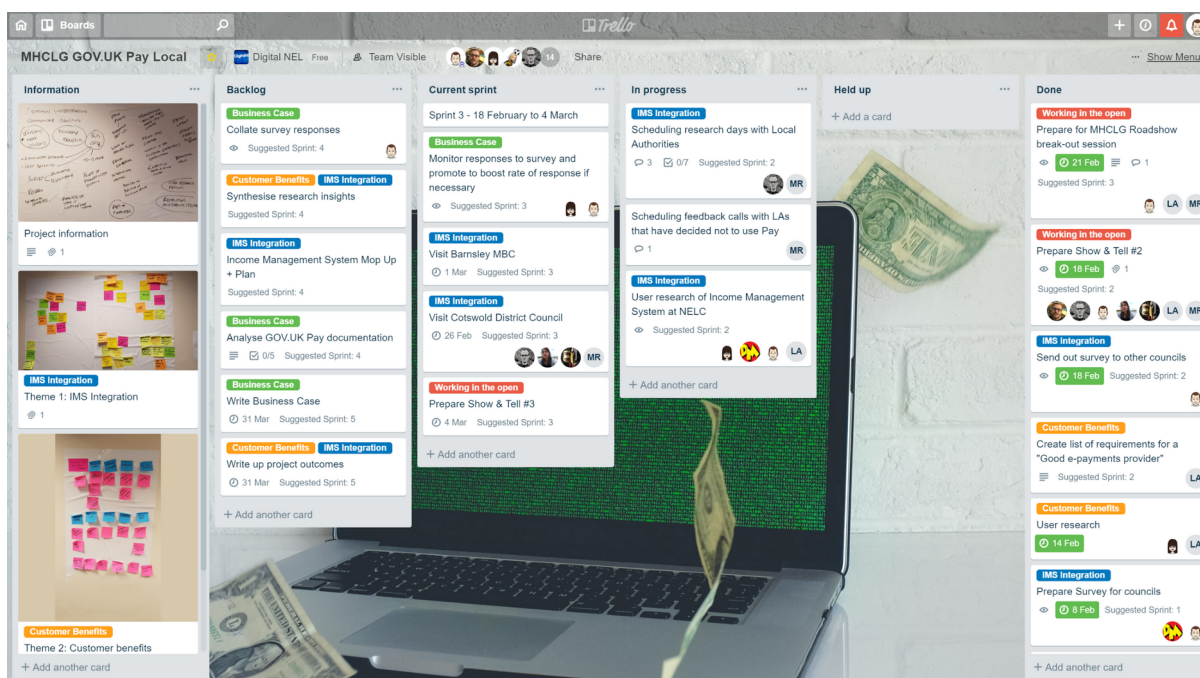 Boards
Trello
MHCLG GOV.UK Pay Local
Digital NEL
Free
Team Visible
14
Share
... Show Menu
Information
Project information
1
IMS Integration
Theme 1: IMS Integration
1
Customer Benefits
Theme 2: Customer benefits
+ Add another card
Backlog
Business Case
Collate survey responses
Suggested Sprint: 4
Customer Benefits IMS Integration
Synthesise research insights
Suggested Sprint: 4
IMS Integration
Income Management System Mop Up
+ Plan
Suggested Sprint: 4
Business Case
Analyse GOV.UK Pay documentation
0/5 Suggested Sprint: 4
Business Case
Write Business Case
31 Mar Suggested Sprint: 5
Customer Benefits IMS Integration
Write up project outcomes
31 Mar Suggested Sprint: 5
+ Add another card
Current sprint
Sprint 3 - 18 February to 4 March
Business Case
Monitor responses to survey and
promote to boost rate of response if
necessary
Suggested Sprint: 3
IMS Integration
Visit Barnsley MBC
1 Mar Suggested Sprint: 3
IMS Integration
Visit Cotswold District Council
26 Feb Suggested Sprint: 3
MR
Working in the open
Prepare Show & Tell #3
4 Mar Suggested Sprint: 3
+ Add another card
In progress
IMS Integration
Scheduling research days with Local
Authorities
3 0/7 Suggested Sprint: 2
MR
Scheduling feedback calls with LAs
that have decided not to use Pay
1
MR
IMS Integration
User research of Income Management
System at NELC
Suggested Sprint: 2
LA
+ Add another card
Held up
+ Add a card
Done
Working in the open
Prepare for MHCLG Roadshow
break-out session
21 Feb 1
Suggested Sprint: 3
LA MR
Working in the open
Prepare Show & Tell #2
18 Feb 1
Suggested Sprint: 2
LA MR
IMS Integration
Send out survey to other councils
18 Feb Suggested Sprint: 2
Customer Benefits
Create list of requirements for a
"Good e-payments provider"
Suggested Sprint: 2
LA
Customer Benefits
User research
14 Feb
LA
IMS Integration
Prepare Survey for councils
8 Feb Suggested Sprint: 1
+ Add another card